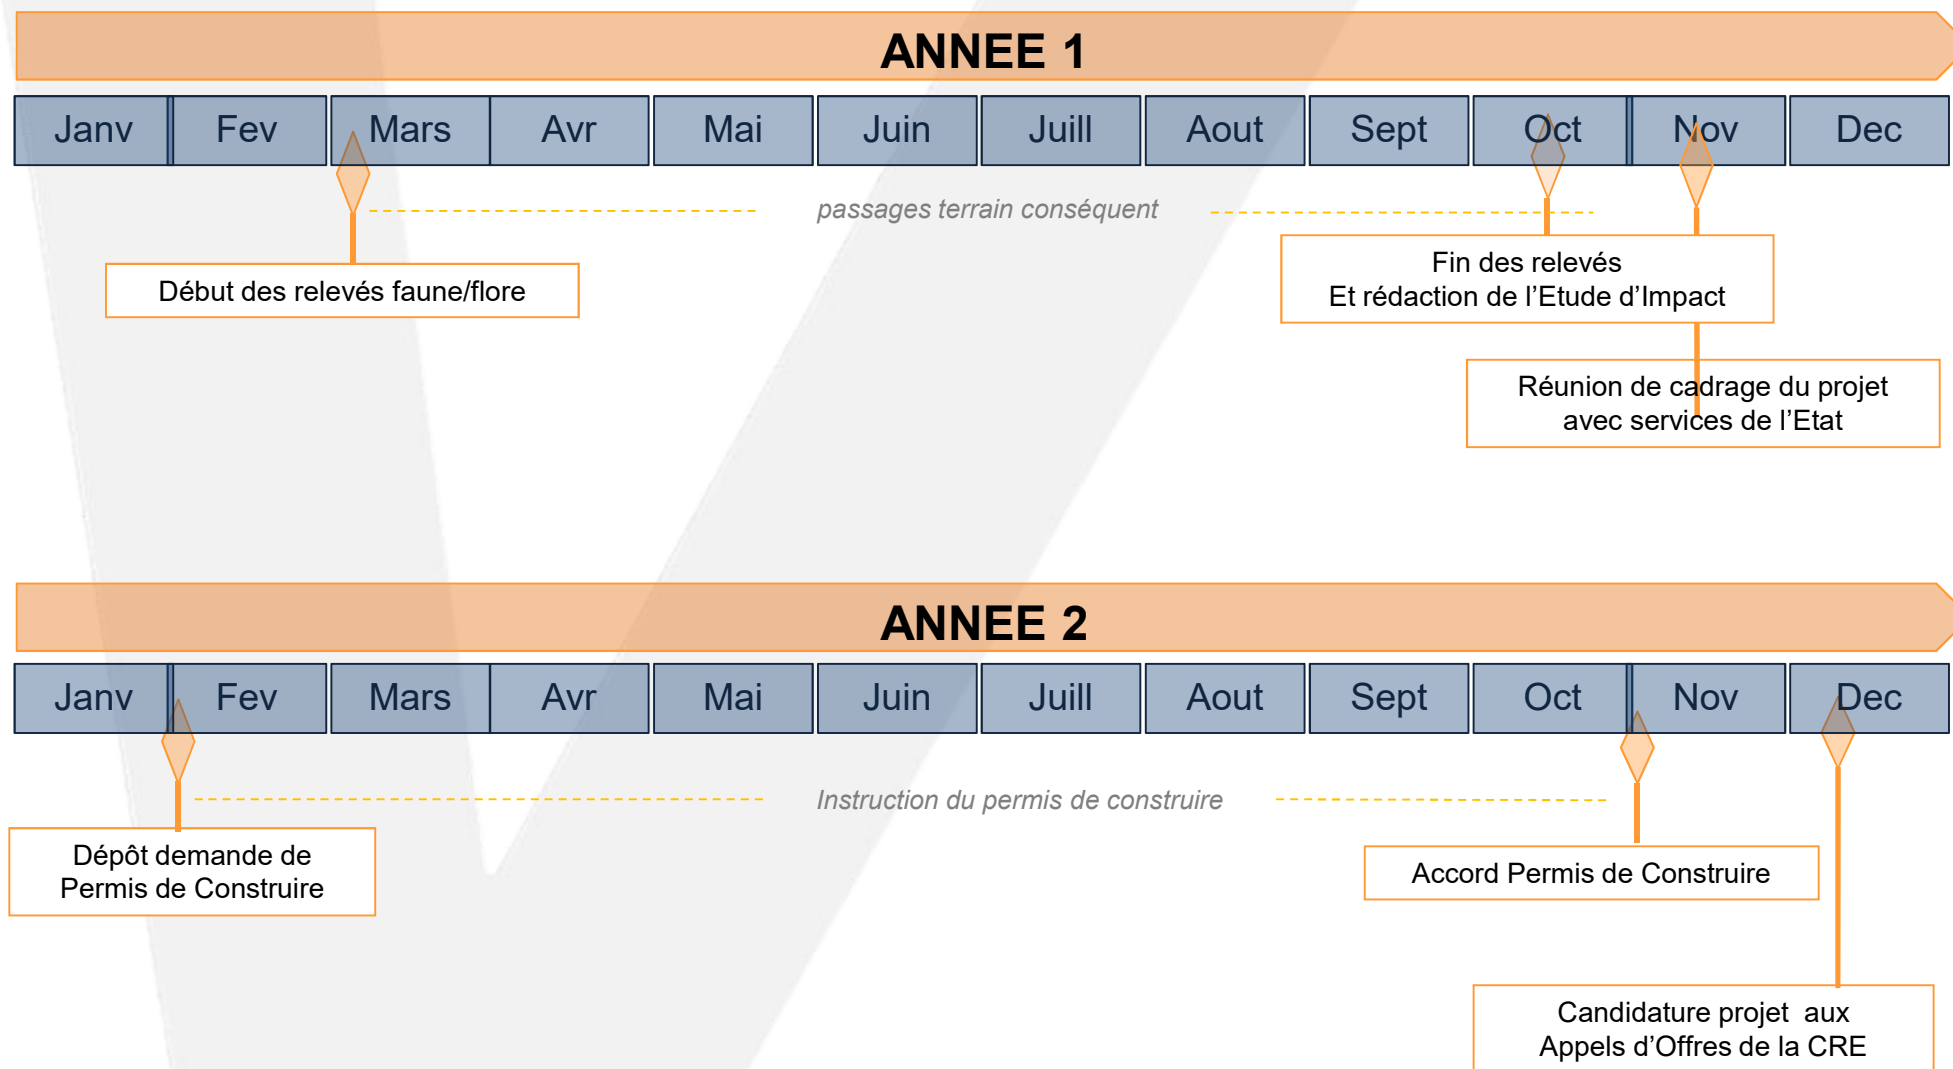 ANNEE 1
Janv Fev Mars Avr Mai Juin Juill Aout Sept Oct Nov Dec
passages terrain conséquent
Début des relevés faune/flore
Fin des relevés
Et rédaction de l’Etude d’Impact
Réunion de cadrage du projet
avec services de l’Etat
ANNEE 2
Janv Fev Mars Avr Mai Juin Juill Aout Sept Oct Nov Dec
Instruction du permis de construire
Dépôt demande de
Permis de Construire
Accord Permis de Construire
Candidature projet aux
Appels d’Offres de la CRE